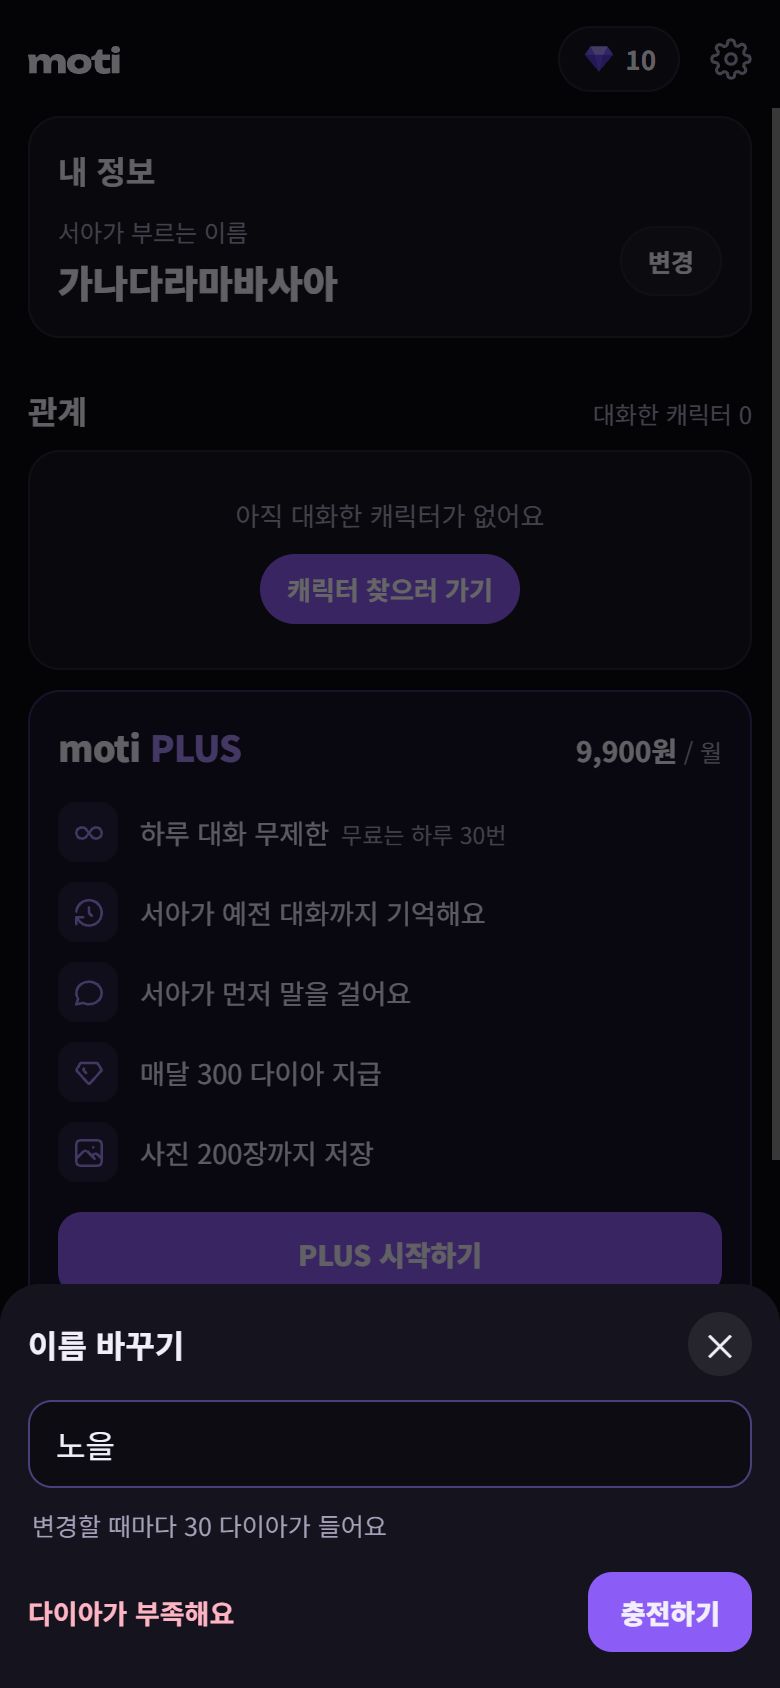 moti
10
내 정보
서아가 부르는 이름
가나다라마바사아
변경
관계
대화한 캐릭터 0
아직 대화한 캐릭터가 없어요
캐릭터 찾으러 가기
moti PLUS
9,900원 / 월
하루 대화 무제한 무료는 하루 30번
서아가 예전 대화까지 기억해요
서아가 먼저 말을 걸어요
매달 300 다이아 지급
사진 200장까지 저장
PLUS 시작하기
이름 바꾸기
노을
변경할 때마다 30 다이아가 들어요
다이아가 부족해요
충전하기